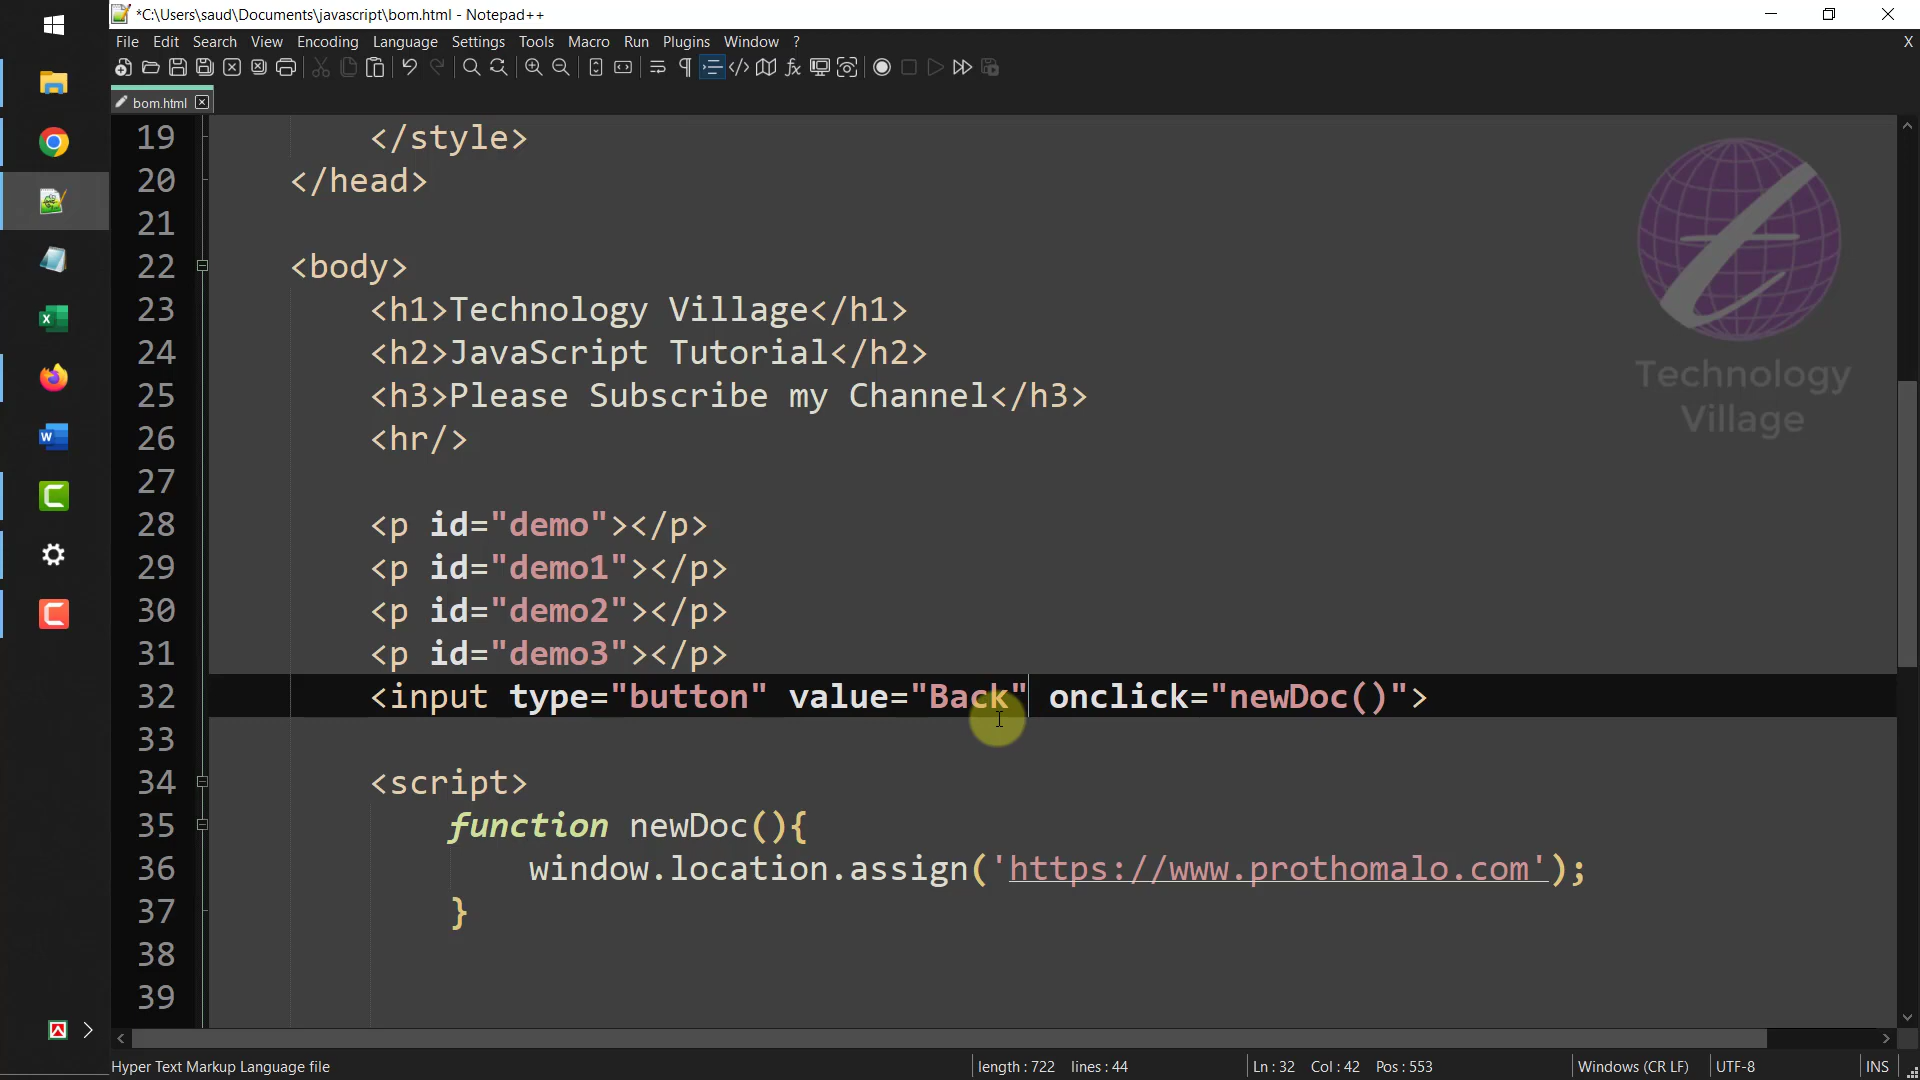 *C:\Users\saud\Documents\javascript\bom.html - Notepad++
File Edit Search View Encoding Language Settings Tools Macro Run Plugins Window ? X
bom.html
19 </style>
20 </head>
21
22 <body>
23 <h1>Technology Village</h1>
24 <h2>JavaScript Tutorial</h2>
25 <h3>Please Subscribe my Channel</h3>
26 <hr/>
27
28 <p id="demo"></p>
29 <p id="demo1"></p>
30 <p id="demo2"></p>
31 <p id="demo3"></p>
32 <input type="button" value="Back" onclick="newDoc()">
33
34 <script>
35 function newDoc(){
36 window.location.assign('https://www.prothomalo.com');
37 }
38
39
Technology
Village
Hyper Text Markup Language file length : 722 lines : 44 Ln : 32 Col : 42 Pos : 553 Windows (CR LF) UTF-8 INS